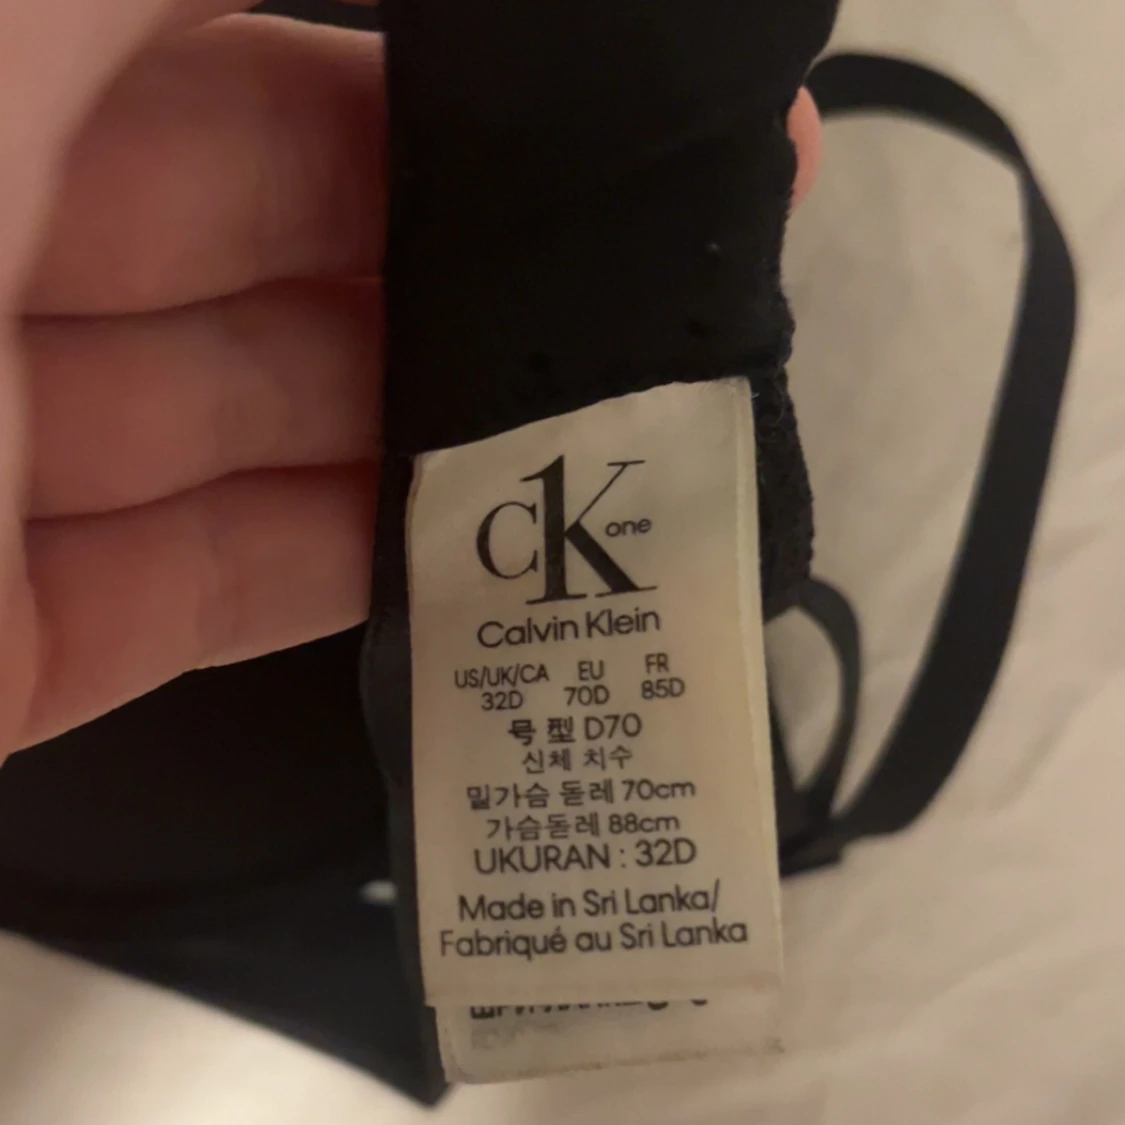 CK one
Calvin Klein
US/UK/CA EU FR
32D 70D 85D
号型 D70
신체 치수
밑가슴 둘레 70cm
가슴둘레 88cm
UKURAN : 32D
Made in Sri Lanka/
Fabriqué au Sri Lanka